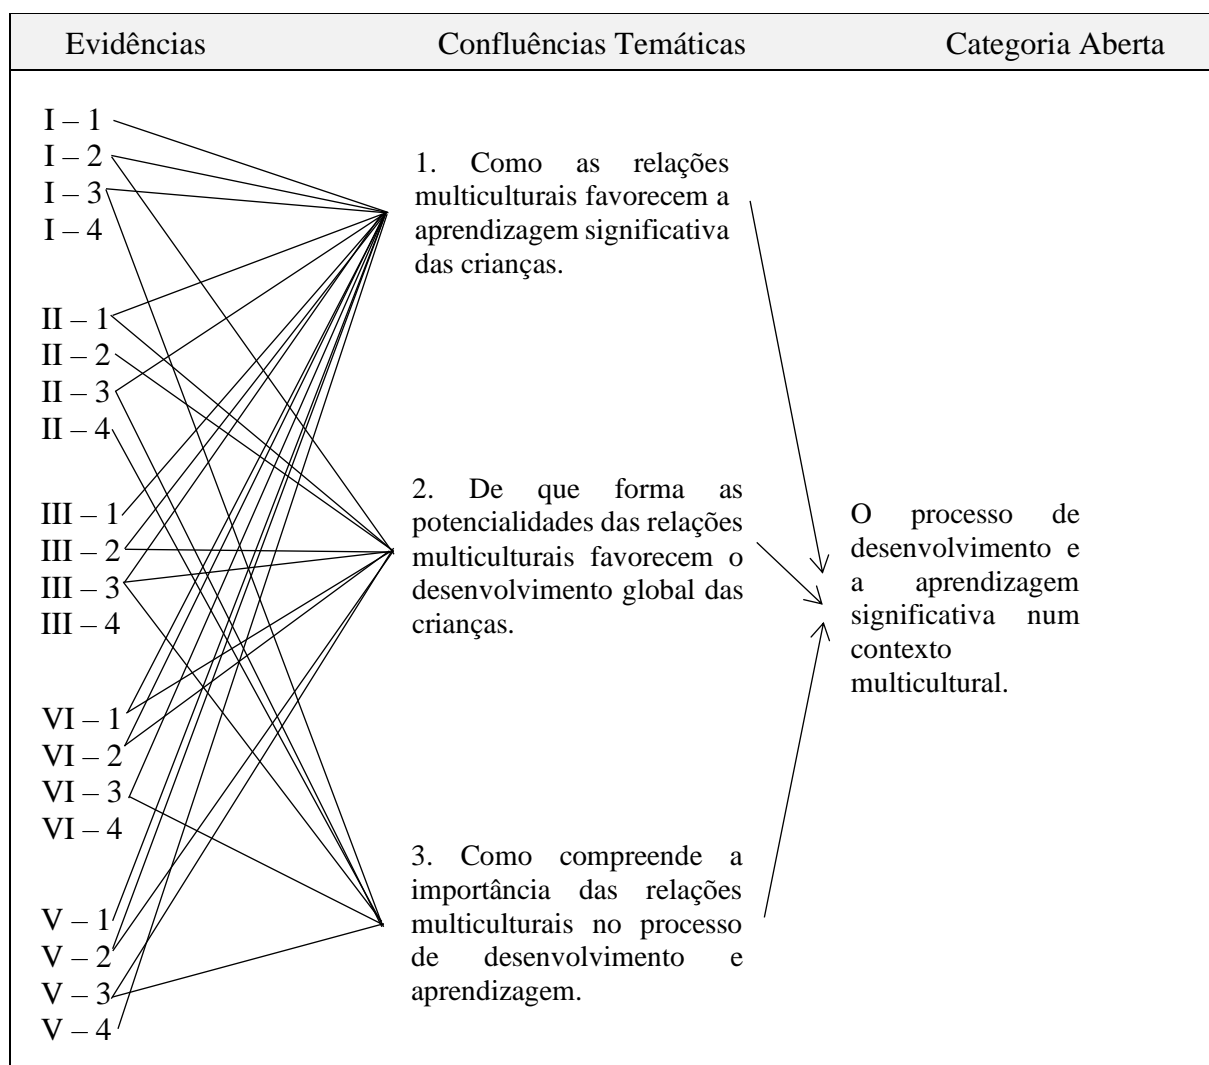 Evidências Confluências Temáticas Categoria Aberta
I – 1
I – 2
I – 3
I – 4
II – 1
II – 2
II – 3
II – 4
III – 1
III – 2
III – 3
III – 4
VI – 1
VI – 2
VI – 3
VI – 4
V – 1
V – 2
V – 3
V – 4
1. Como as relações
multiculturais favorecem a
aprendizagem significativa
das crianças.
2. De que forma as
potencialidades das relações
multiculturais favorecem o
desenvolvimento global das
crianças.
3. Como compreende a
importância das relações
multiculturais no processo
de desenvolvimento e
aprendizagem.
O processo de
desenvolvimento e
a aprendizagem
significativa num
contexto
multicultural.